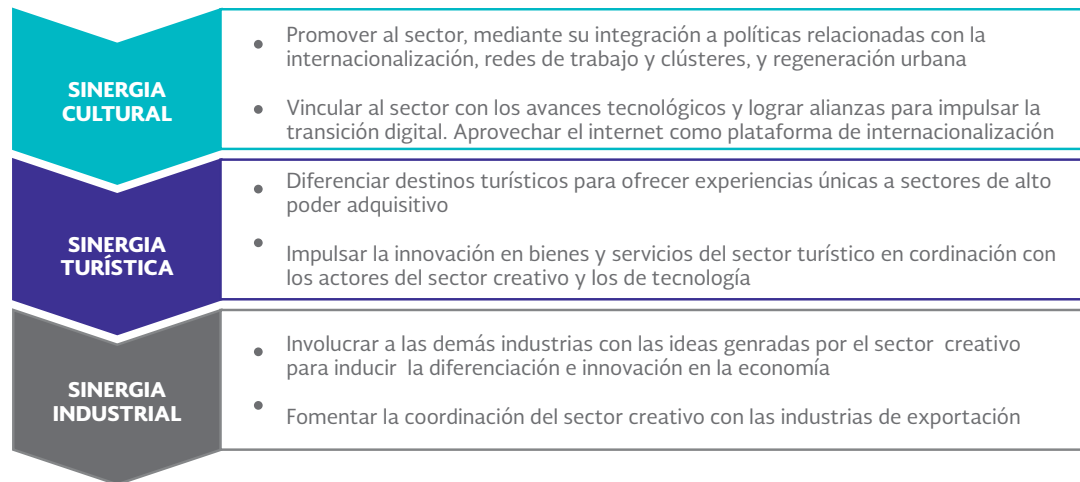 SINERGIA
CULTURAL
• Promover al sector, mediante su integración a políticas relacionadas con la
internacionalización, redes de trabajo y clústeres, y regeneración urbana
• Vincular al sector con los avances tecnológicos y lograr alianzas para impulsar la
transición digital. Aprovechar el internet como plataforma de internacionalización
SINERGIA
TURÍSTICA
• Diferenciar destinos turísticos para ofrecer experiencias únicas a sectores de alto
poder adquisitivo
• Impulsar la innovación en bienes y servicios del sector turístico en cordinación con
los actores del sector creativo y los de tecnología
SINERGIA
INDUSTRIAL
• Involucrar a las demás industrias con las ideas genradas por el sector creativo
para inducir la diferenciación e innovación en la economía
• Fomentar la coordinación del sector creativo con las industrias de exportación